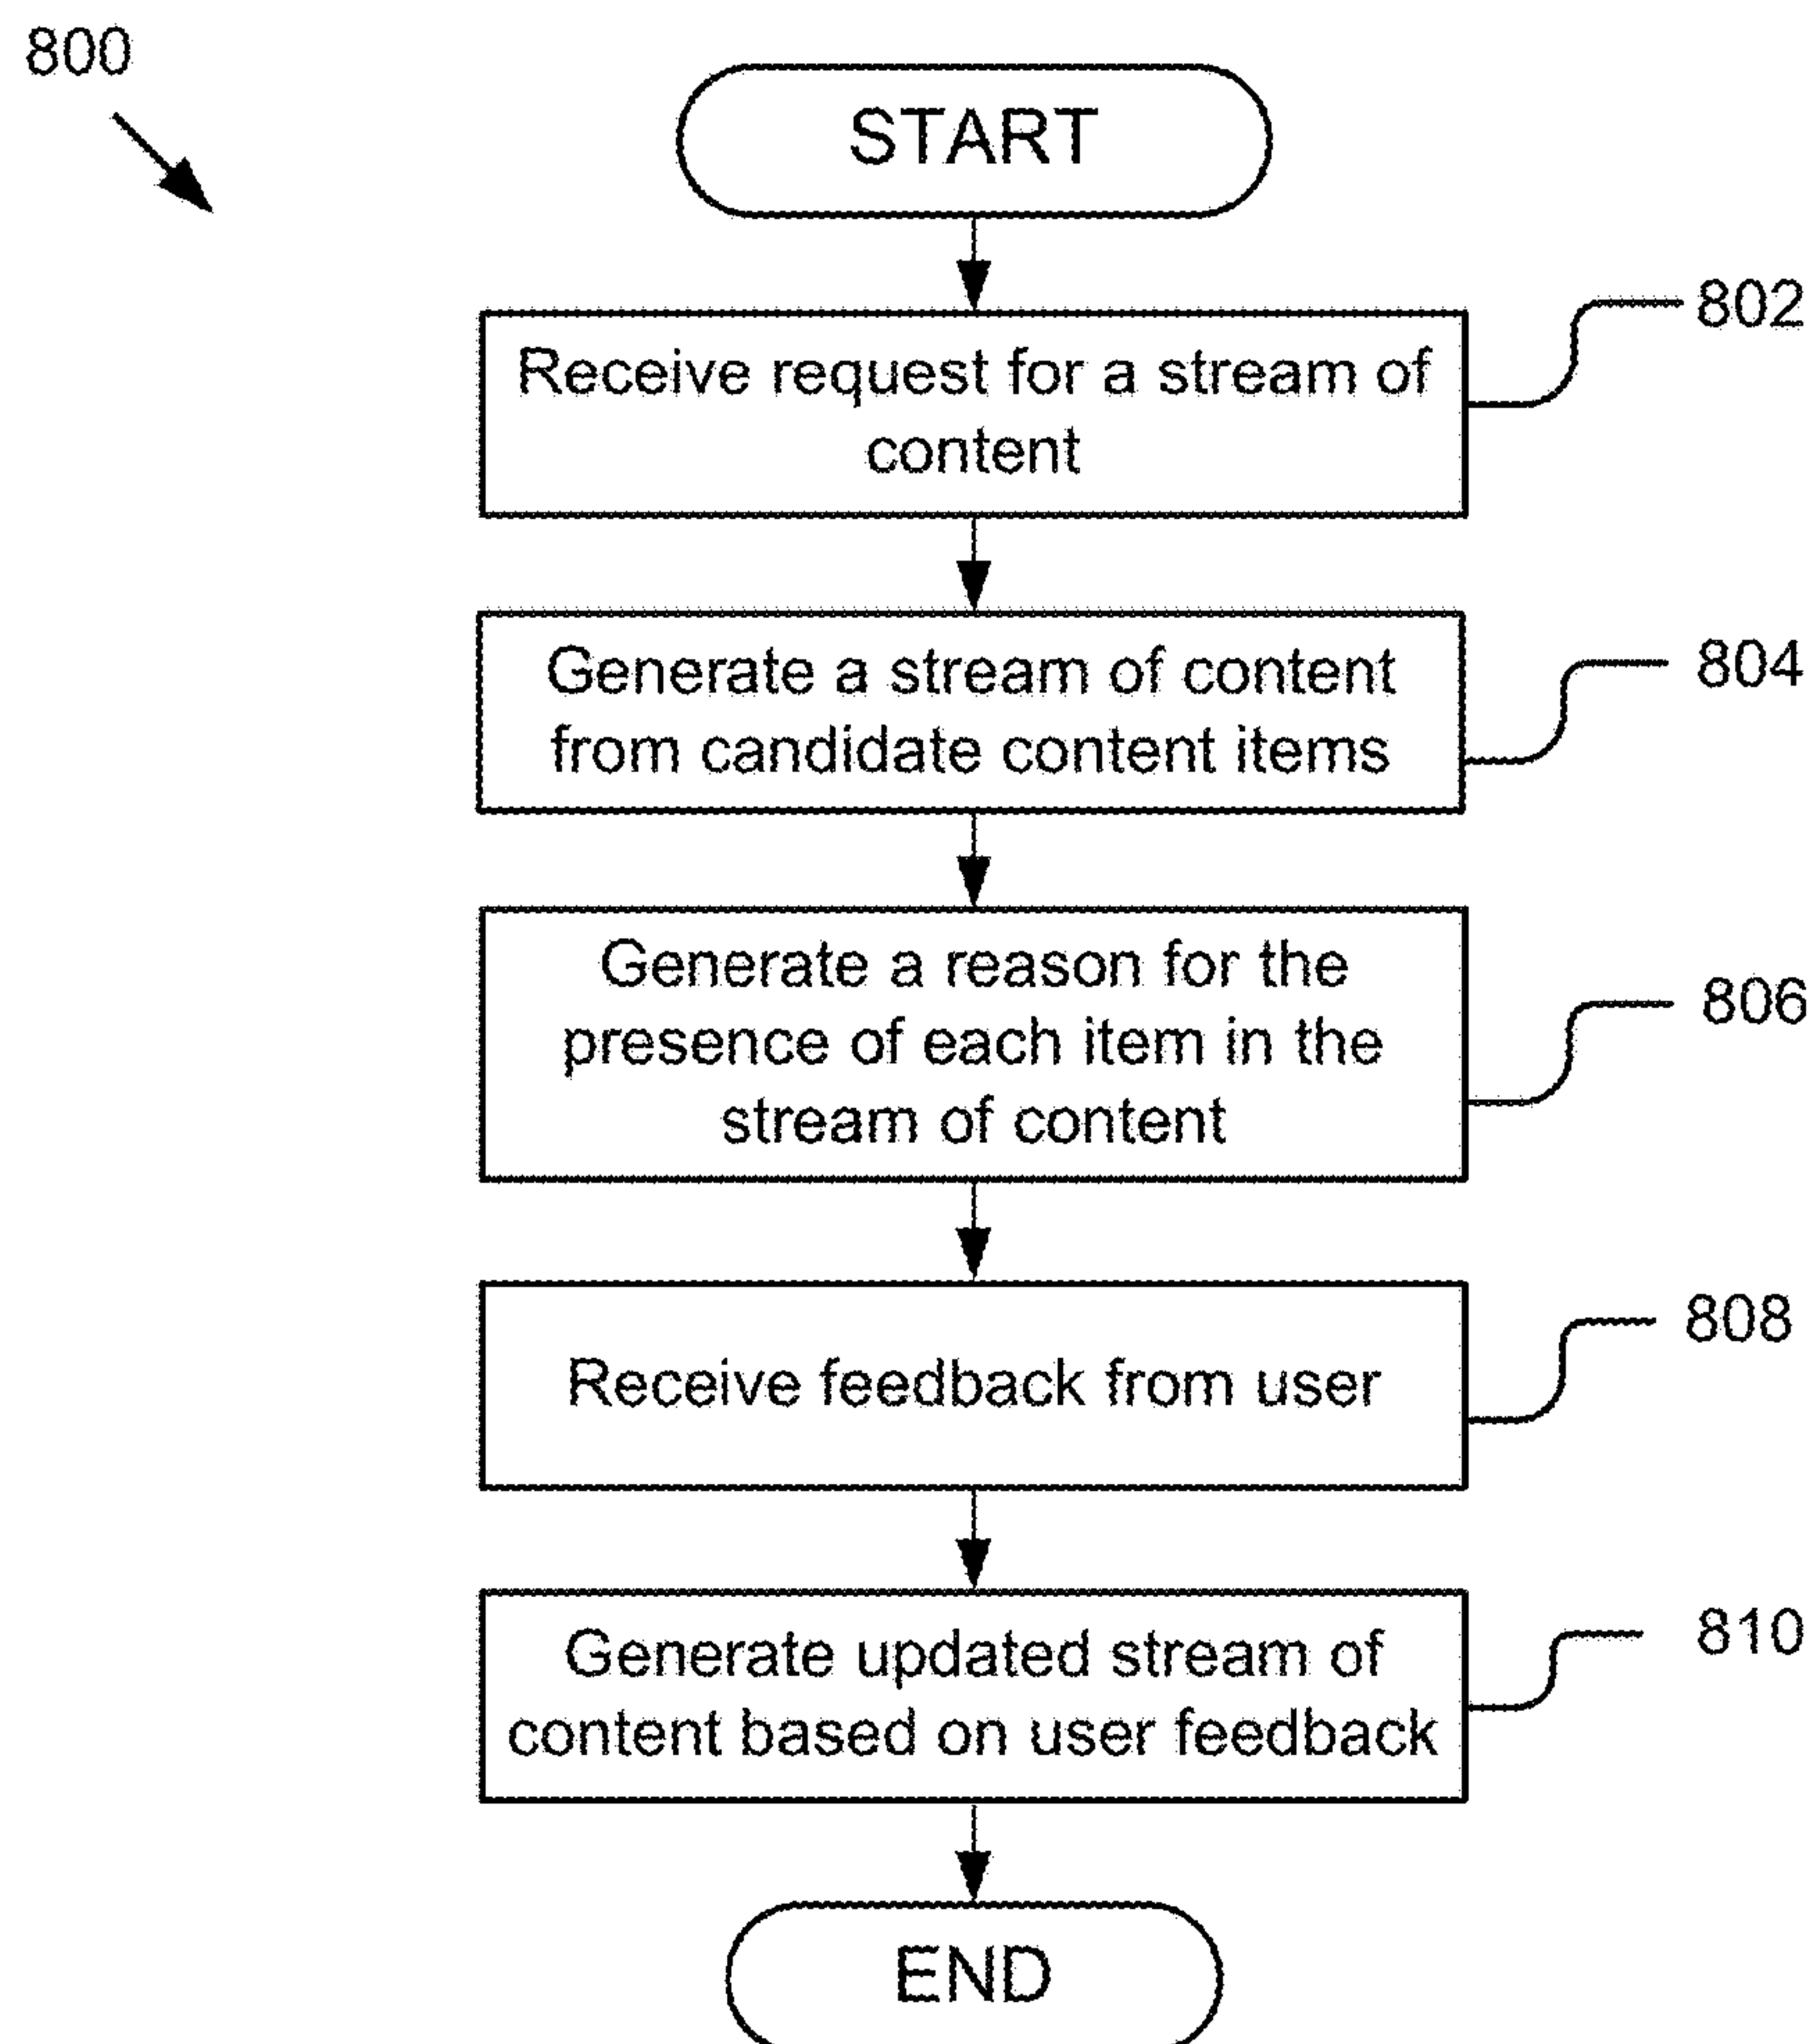 800
START
802
Receive request for a stream of
content
804
Generate a stream of content
from candidate content items
806
Generate a reason for the
presence of each item in the
stream of content
808
Receive feedback from user
810
Generate updated stream of
content based on user feedback
END